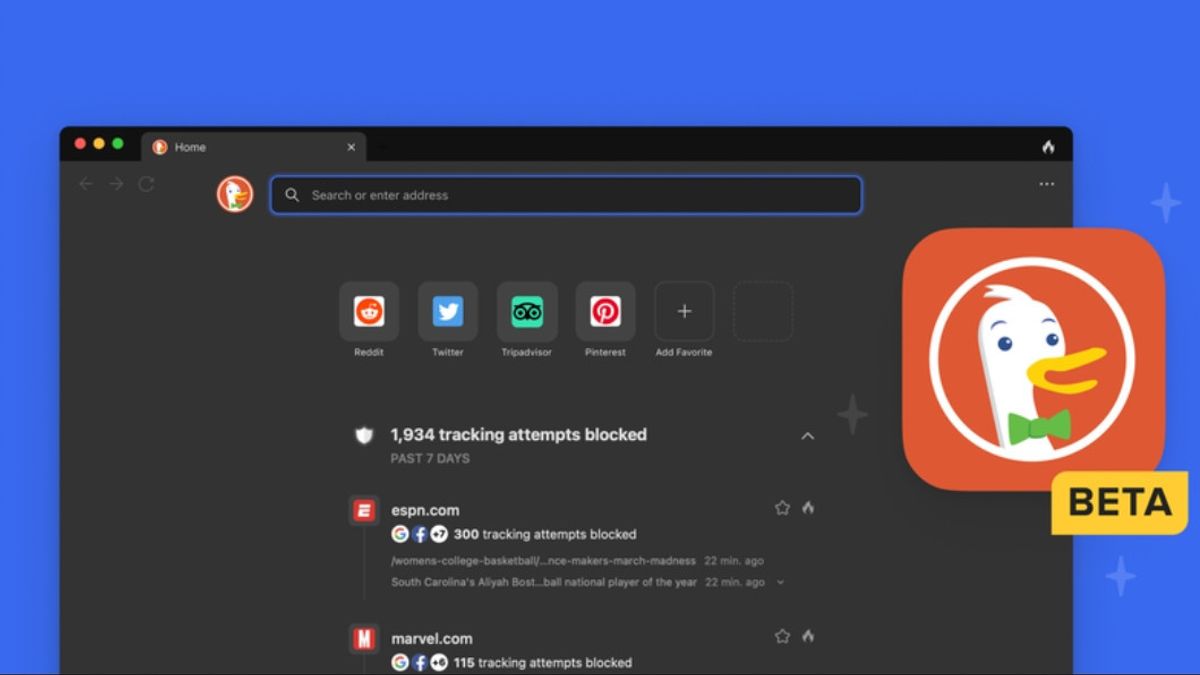 Home
Search or enter address
Reddit
Twitter
Tripadvisor
Pinterest
Add Favorite
1,934 tracking attempts blocked
PAST 7 DAYS
espn.com
+7 300 tracking attempts blocked
/womens-college-basketball/...nce-makers-march-madness 22 min. ago
South Carolina's Aliyah Bost...ball national player of the year 22 min. ago
marvel.com
+6 115 tracking attempts blocked
BETA